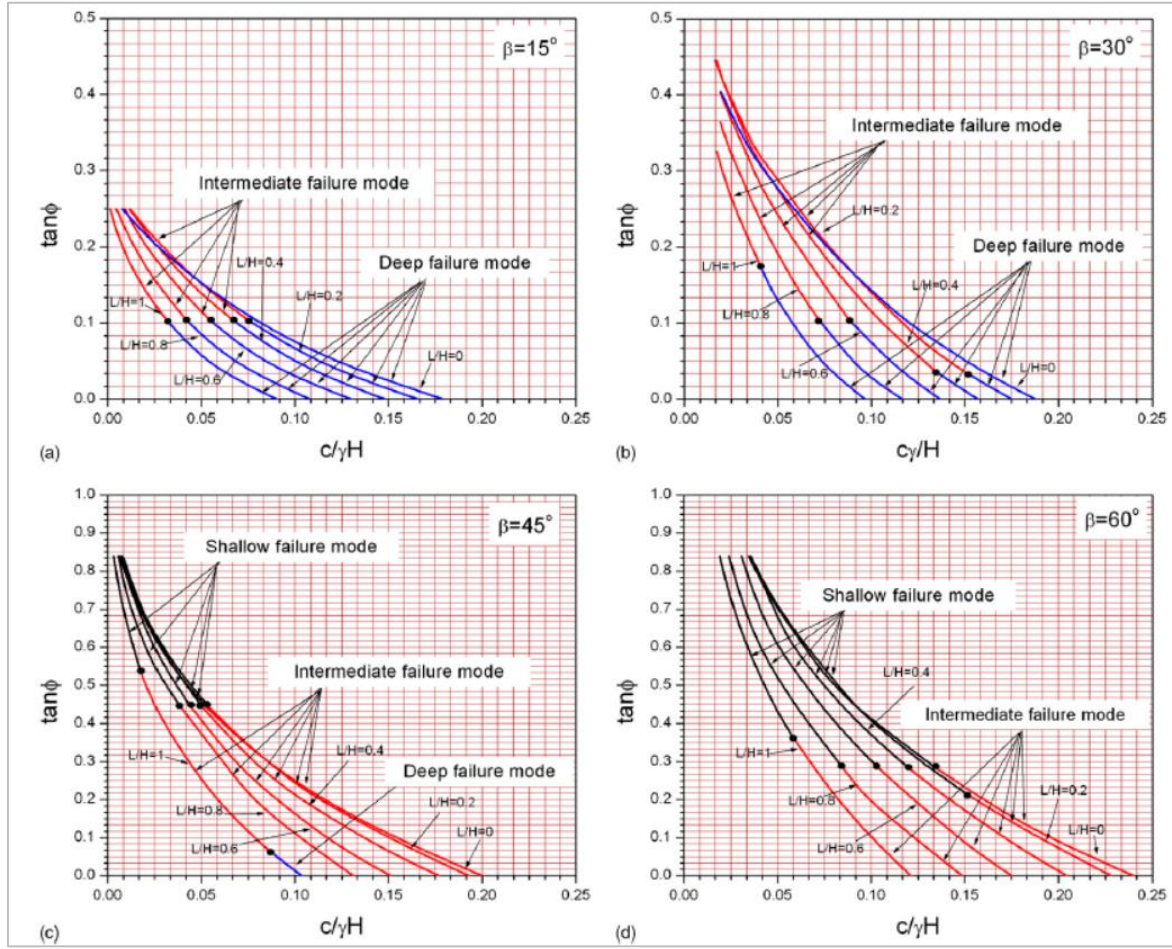 0.5
0.4
0.3
0.2
0.1
0.0
tanϕ
β=15°
Intermediate failure mode
L/H=0.4
Deep failure mode
L/H=0.2
L/H=1
L/H=0.8
L/H=0.6
L/H=0
0.00 0.05 0.10 0.15 0.20 0.25
(a) c/γH
0.5
0.4
0.3
0.2
0.1
0.0
tanϕ
β=30°
Intermediate failure mode
L/H=0.2
Deep failure mode
L/H=1
L/H=0.4
L/H=0.8
L/H=0.6
L/H=0
0.00 0.05 0.10 0.15 0.20 0.25
(b) cγ/H
1.0
0.9
0.8
0.7
0.6
0.5
0.4
0.3
0.2
0.1
0.0
tanϕ
β=45°
Shallow failure mode
Intermediate failure mode
L/H=0.4
L/H=1
Deep failure mode
L/H=0.8
L/H=0.2
L/H=0.6
L/H=0
0.00 0.05 0.10 0.15 0.20 0.25
(c) c/γH
1.0
0.9
0.8
0.7
0.6
0.5
0.4
0.3
0.2
0.1
0.0
tanϕ
β=60°
Shallow failure mode
L/H=0.4
Intermediate failure mode
L/H=1
L/H=0.8
L/H=0.2
L/H=0.6
L/H=0
0.00 0.05 0.10 0.15 0.20 0.25
(d) c/γH